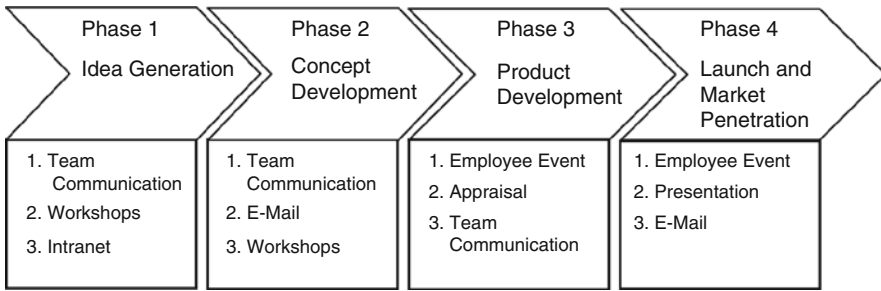 Phase 1
Idea Generation
Phase 2
Concept
Development
Phase 3
Product
Development
Phase 4
Launch and
Market
Penetration
1. Team
Communication
2. Workshops
3. Intranet
1. Team
Communication
2. E-Mail
3. Workshops
1. Employee Event
2. Appraisal
3. Team
Communication
1. Employee Event
2. Presentation
3. E-Mail